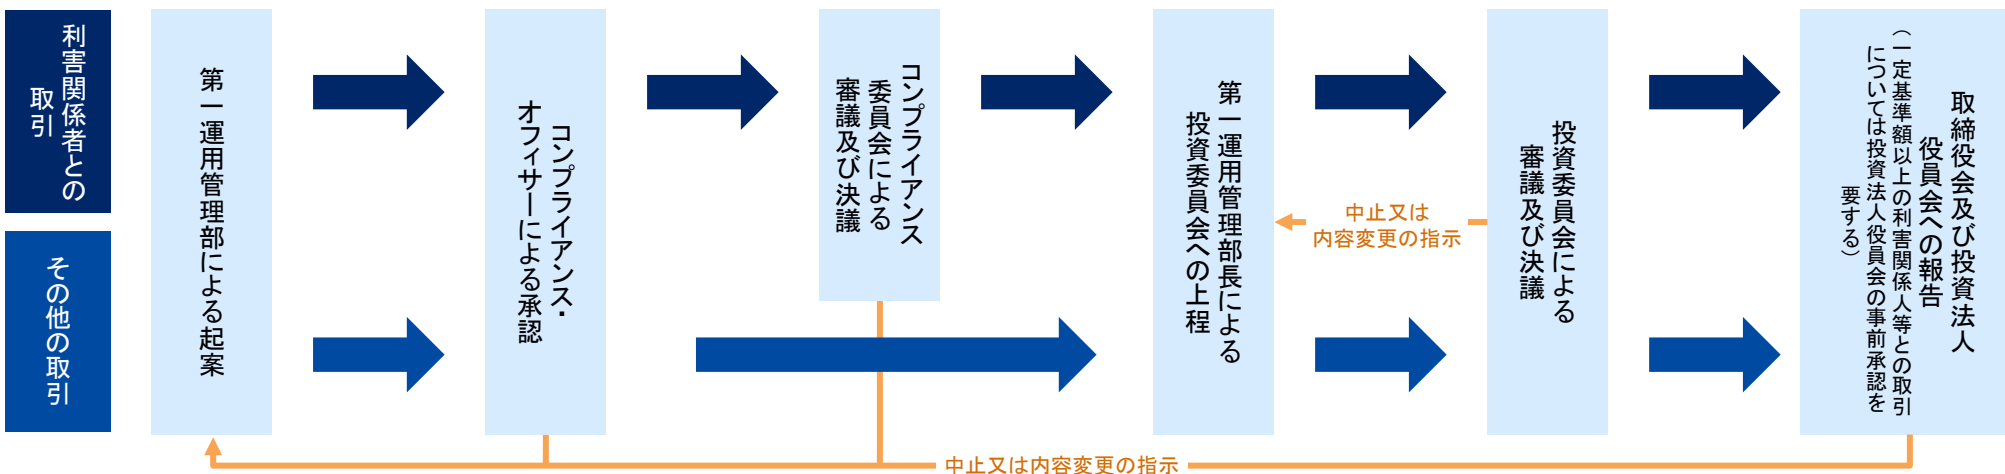 利害関係者との
取引
その他の取引
第一運用管理部による起案
コンプライアンス・
オフィサーによる承認
コンプライアンス
委員会による
審議及び決議
第一運用管理部長による
投資委員会への上程
中止又は
内容変更の指示
投資委員会による
審議及び決議
取締役会及び投資法人
役員会への報告
（一定基準額以上の利害関係人等との取引
については投資法人役員会の事前承認を
要する）
中止又は内容変更の指示